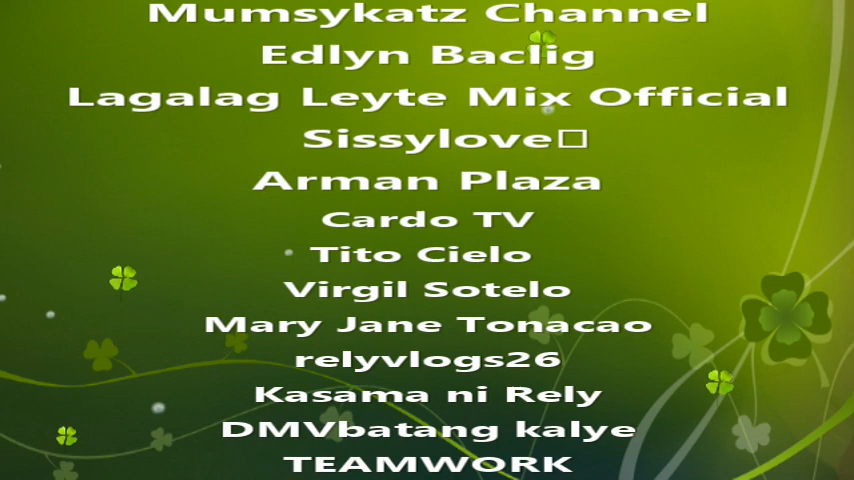 Mumsykatz Channel
Edlyn Baclig
Lagalag Leyte Mix Official
Sissylove□
Arman Plaza
Cardo TV
Tito Cielo
Virgil Sotelo
Mary Jane Tonacao
relyvlogs26
Kasama ni Rely
DMVbatang kalye
TEAMWORK